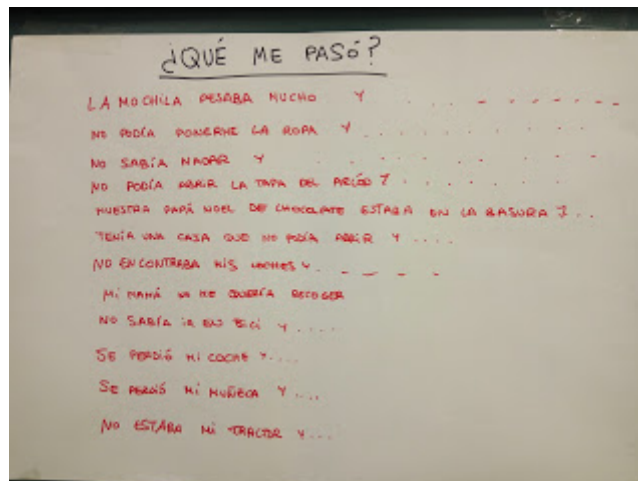 ¿QUÉ ME PASÓ?
LA MOCHILA PESABA MUCHO Y . . . . . . . . .
NO PODÍA PONERME LA ROPA Y . . . . . . . . .
NO SABÍA NADAR Y . . . . . . . . .
NO PODÍA ABRIR LA TAPA DEL Y . . . . . . .
NUESTRA PAPÁ NOEL DE CHOCOLATE ESTABA EN LA BASURA Y . .
TENÍA UNA CAJA QUE NO PODÍA ABRIR Y . . . .
NO ENCONTRABA MIS COCHES Y . _ _ _ _
MI MAMÁ NO ME QUERÍA RECOGER
NO SABÍA IR EN BICI Y . . . .
SE PERDIÓ MI COCHE Y . . . .
SE PERDIÓ MI MUÑECA Y . . . .
NO ESTABA MI TRACTOR Y . . .